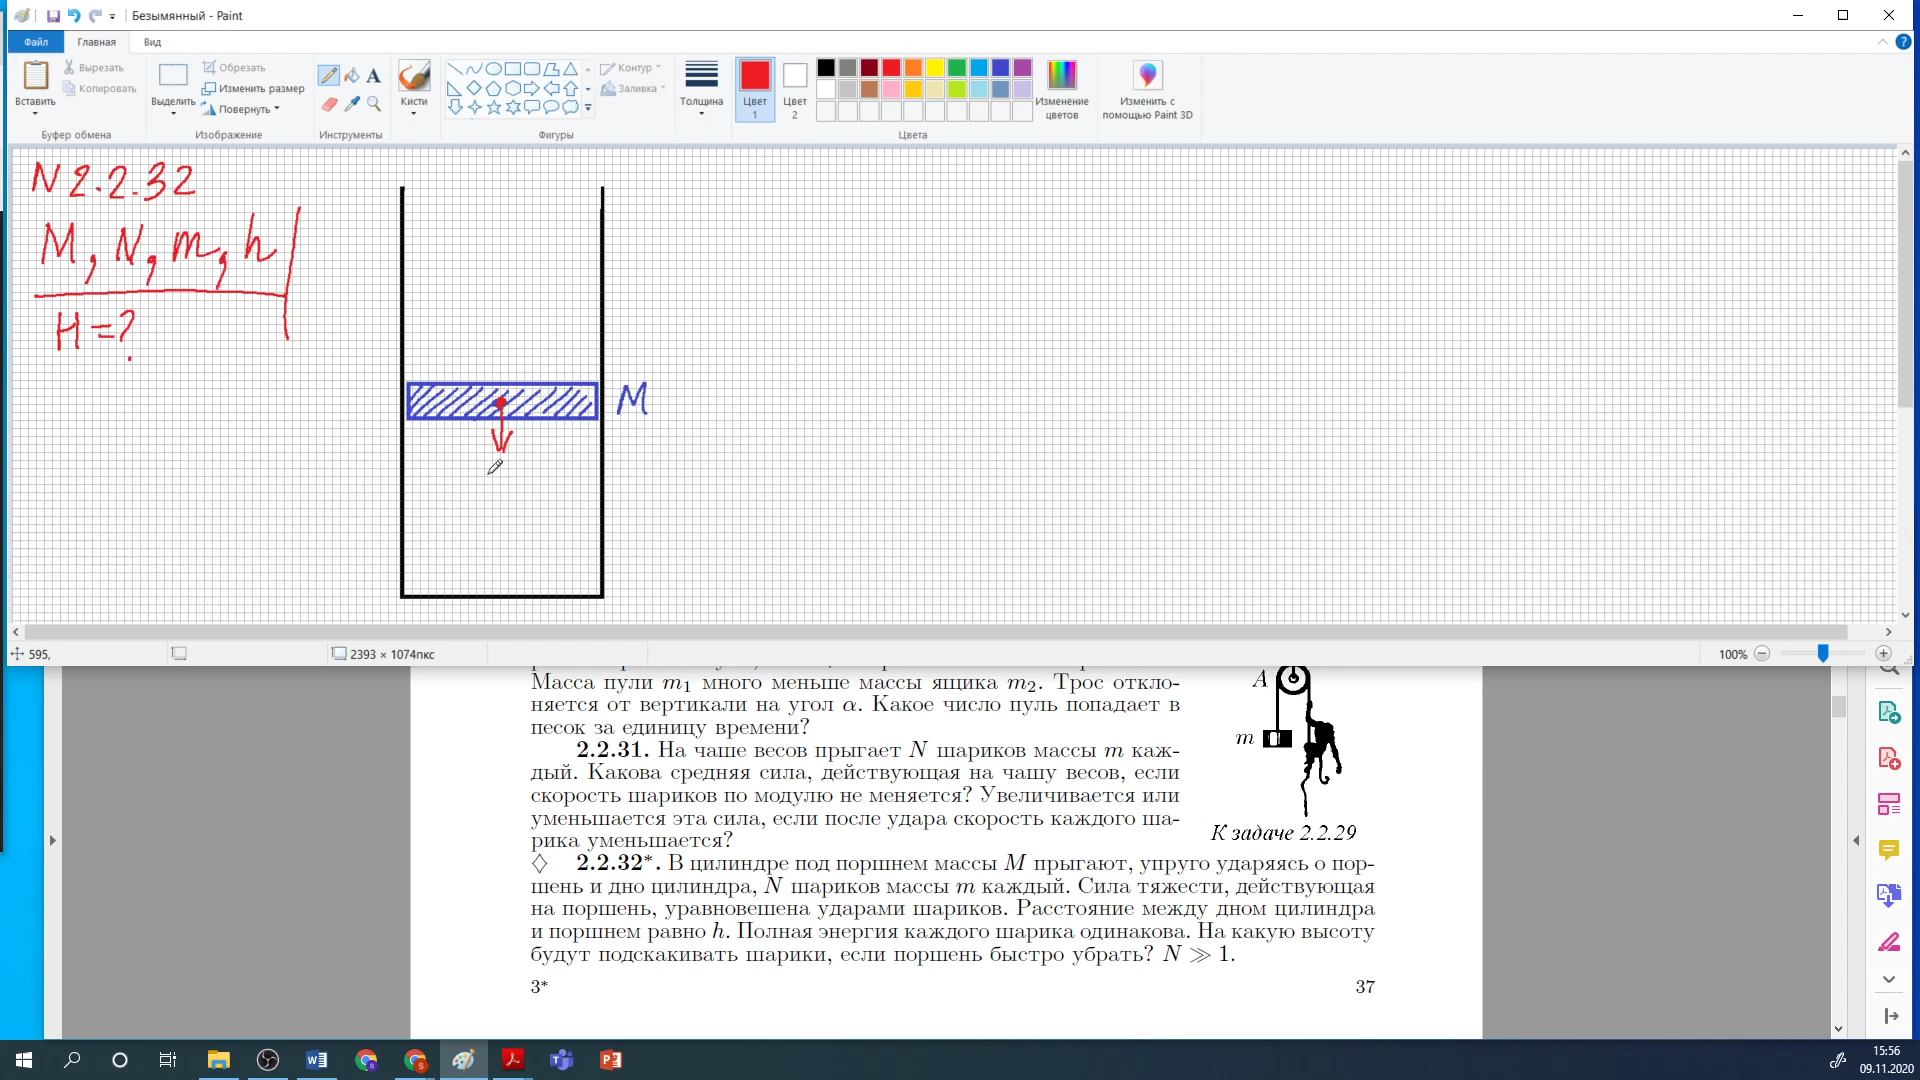 Безымянный - Paint
Файл Главная Вид
Вставить
Вырезать
Копировать
Буфер обмена
Выделить
Обрезать
Изменить размер
Повернуть
Изображение
A
Инструменты
Кисти
Контур
Заливка
Фигуры
Толщина
Цвет 1
Цвет 2
Изменение цветов
Цвета
Изменить с помощью Paint 3D
N 2.2.32
M, N, m, h
H = ?
M
595,
2393 × 1074пкс
100%
Масса пули m₁ много меньше массы ящика m₂. Трос откло-
няется от вертикали на угол α. Какое число пуль попадает в
песок за единицу времени?
2.2.31. На чаше весов прыгает N шариков массы m каж-
дый. Какова средняя сила, действующая на чашу весов, если
скорость шариков по модулю не меняется? Увеличивается или
уменьшается эта сила, если после удара скорость каждого ша-
рика уменьшается?
A
m
К задаче 2.2.29
♢ 2.2.32*. В цилиндре под поршнем массы M прыгают, упруго ударяясь о пор-
шень и дно цилиндра, N шариков массы m каждый. Сила тяжести, действующая
на поршень, уравновешена ударами шариков. Расстояние между дном цилиндра
и поршнем равно h. Полная энергия каждого шарика одинакова. На какую высоту
будут подскакивать шарики, если поршень быстро убрать? N ≫ 1.
3* 37
15:56
09.11.2020